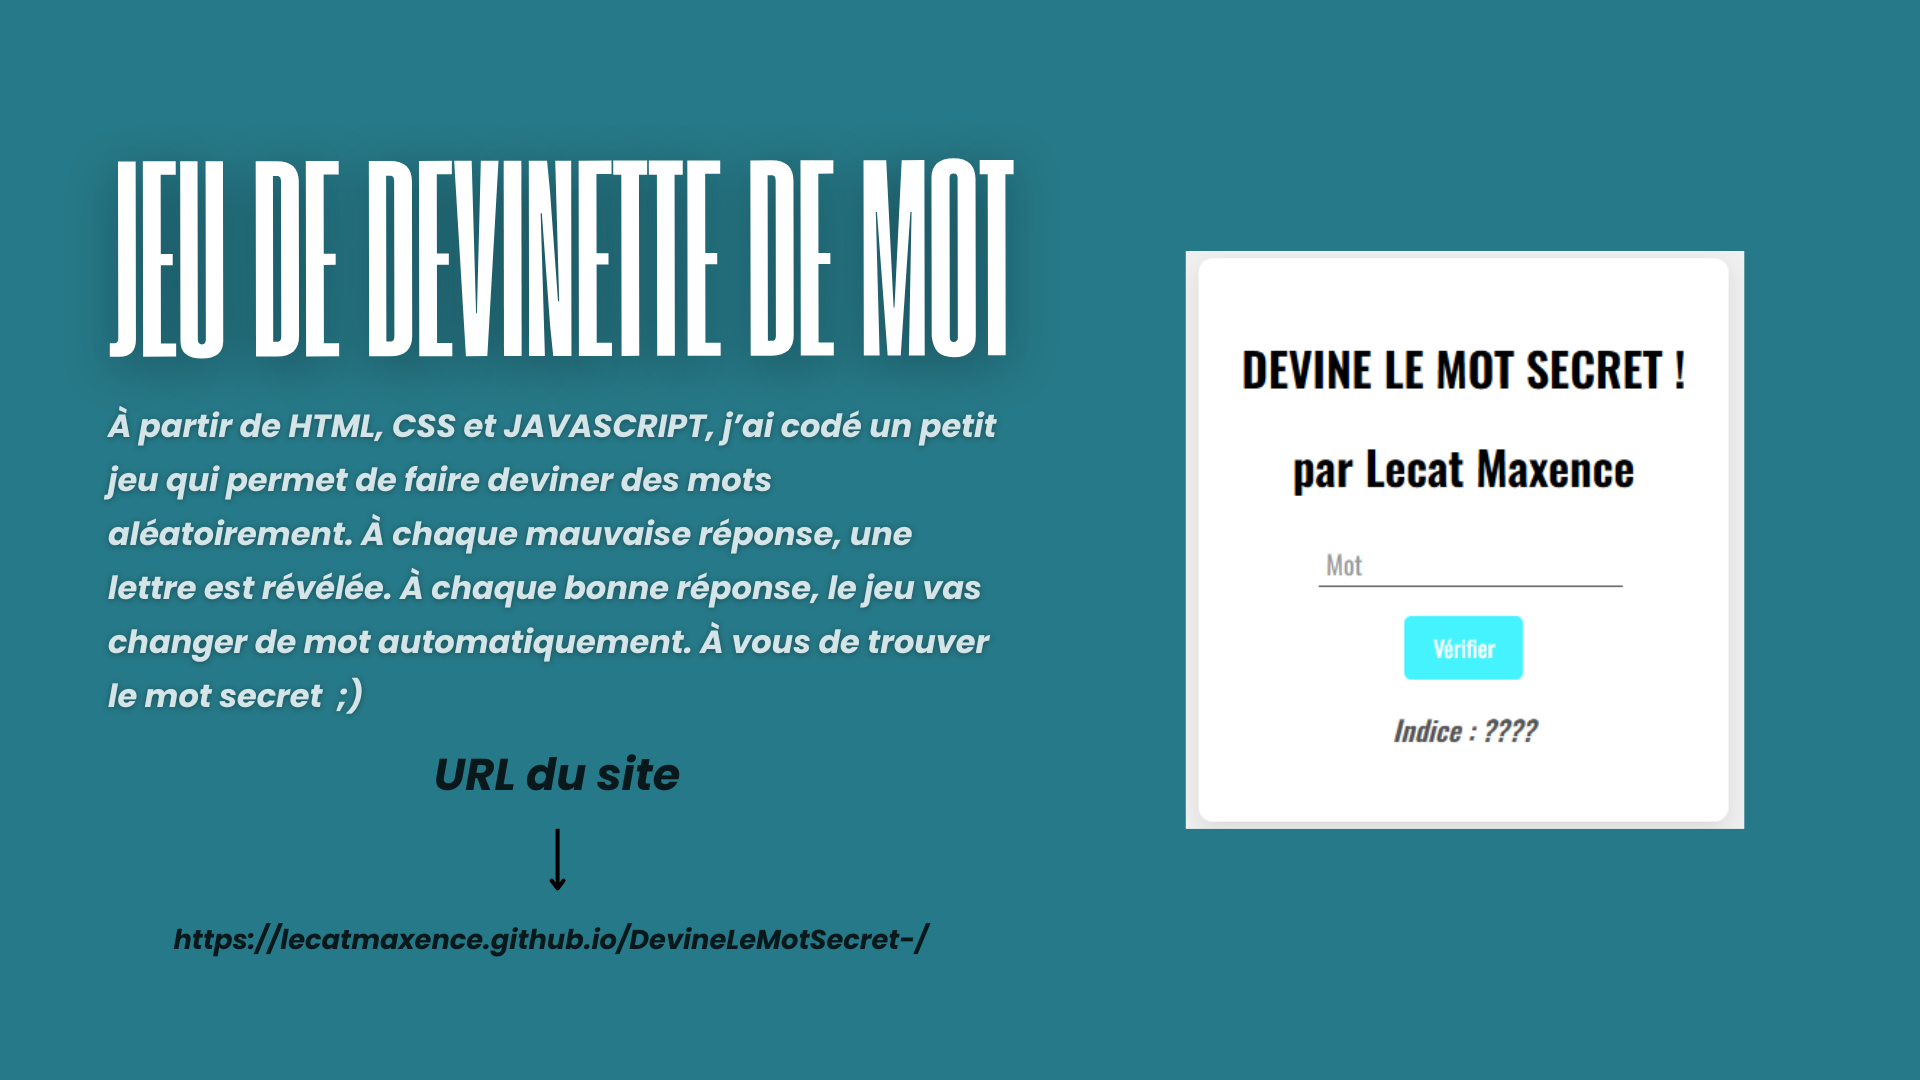 JEU DE DEVINETTE DE MOT
À partir de HTML, CSS et JAVASCRIPT, j’ai codé un petit
jeu qui permet de faire deviner des mots
aléatoirement. À chaque mauvaise réponse, une
lettre est révélée. À chaque bonne réponse, le jeu vas
changer de mot automatiquement. À vous de trouver
le mot secret ;)
URL du site
https://lecatmaxence.github.io/DevineLeMotSecret-/
DEVINE LE MOT SECRET !
par Lecat Maxence
Mot
Vérifier
Indice : ????